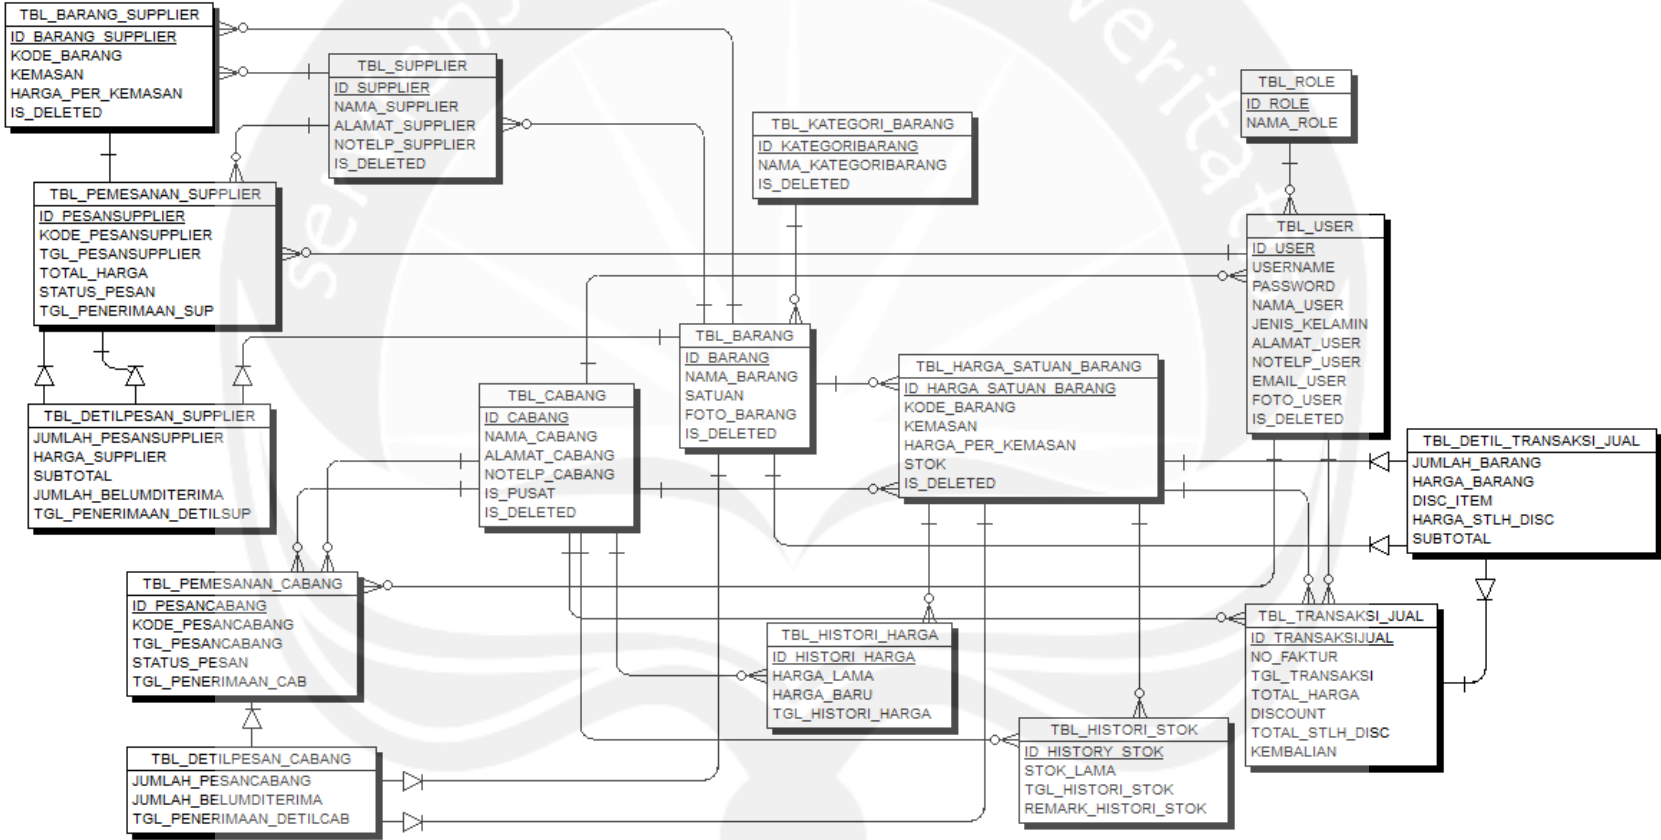 TBL_BARANG_SUPPLIER
ID_BARANG_SUPPLIER
KODE_BARANG
KEMASAN
HARGA_PER_KEMASAN
IS_DELETED
TBL_SUPPLIER
ID_SUPPLIER
NAMA_SUPPLIER
ALAMAT_SUPPLIER
NOTELP_SUPPLIER
IS_DELETED
TBL_KATEGORI_BARANG
ID_KATEGORIBARANG
NAMA_KATEGORIBARANG
IS_DELETED
TBL_ROLE
ID_ROLE
NAMA_ROLE
TBL_PEMESANAN_SUPPLIER
ID_PESANSUPPLIER
KODE_PESANSUPPLIER
TGL_PESANSUPPLIER
TOTAL_HARGA
STATUS_PESAN
TGL_PENERIMAAN_SUP
TBL_USER
ID_USER
USERNAME
PASSWORD
NAMA_USER
JENIS_KELAMIN
ALAMAT_USER
NOTELP_USER
EMAIL_USER
FOTO_USER
IS_DELETED
TBL_BARANG
ID_BARANG
NAMA_BARANG
SATUAN
FOTO_BARANG
IS_DELETED
TBL_HARGA_SATUAN_BARANG
ID_HARGA_SATUAN_BARANG
KODE_BARANG
KEMASAN
HARGA_PER_KEMASAN
STOK
IS_DELETED
TBL_CABANG
ID_CABANG
NAMA_CABANG
ALAMAT_CABANG
NOTELP_CABANG
IS_PUSAT
IS_DELETED
TBL_DETILPESAN_SUPPLIER
JUMLAH_PESANSUPPLIER
HARGA_SUPPLIER
SUBTOTAL
JUMLAH_BELUMDITERIMA
TGL_PENERIMAAN_DETILSUP
TBL_DETIL_TRANSAKSI_JUAL
JUMLAH_BARANG
HARGA_BARANG
DISC_ITEM
HARGA_STLH_DISC
SUBTOTAL
TBL_PEMESANAN_CABANG
ID_PESANCABANG
KODE_PESANCABANG
TGL_PESANCABANG
STATUS_PESAN
TGL_PENERIMAAN_CAB
TBL_HISTORI_HARGA
ID_HISTORI_HARGA
HARGA_LAMA
HARGA_BARU
TGL_HISTORI_HARGA
TBL_TRANSAKSI_JUAL
ID_TRANSAKSIJUAL
NO_FAKTUR
TGL_TRANSAKSI
TOTAL_HARGA
DISCOUNT
TOTAL_STLH_DISC
KEMBALIAN
TBL_HISTORI_STOK
ID_HISTORY_STOK
STOK_LAMA
TGL_HISTORI_STOK
REMARK_HISTORI_STOK
TBL_DETILPESAN_CABANG
JUMLAH_PESANCABANG
JUMLAH_BELUMDITERIMA
TGL_PENERIMAAN_DETILCAB